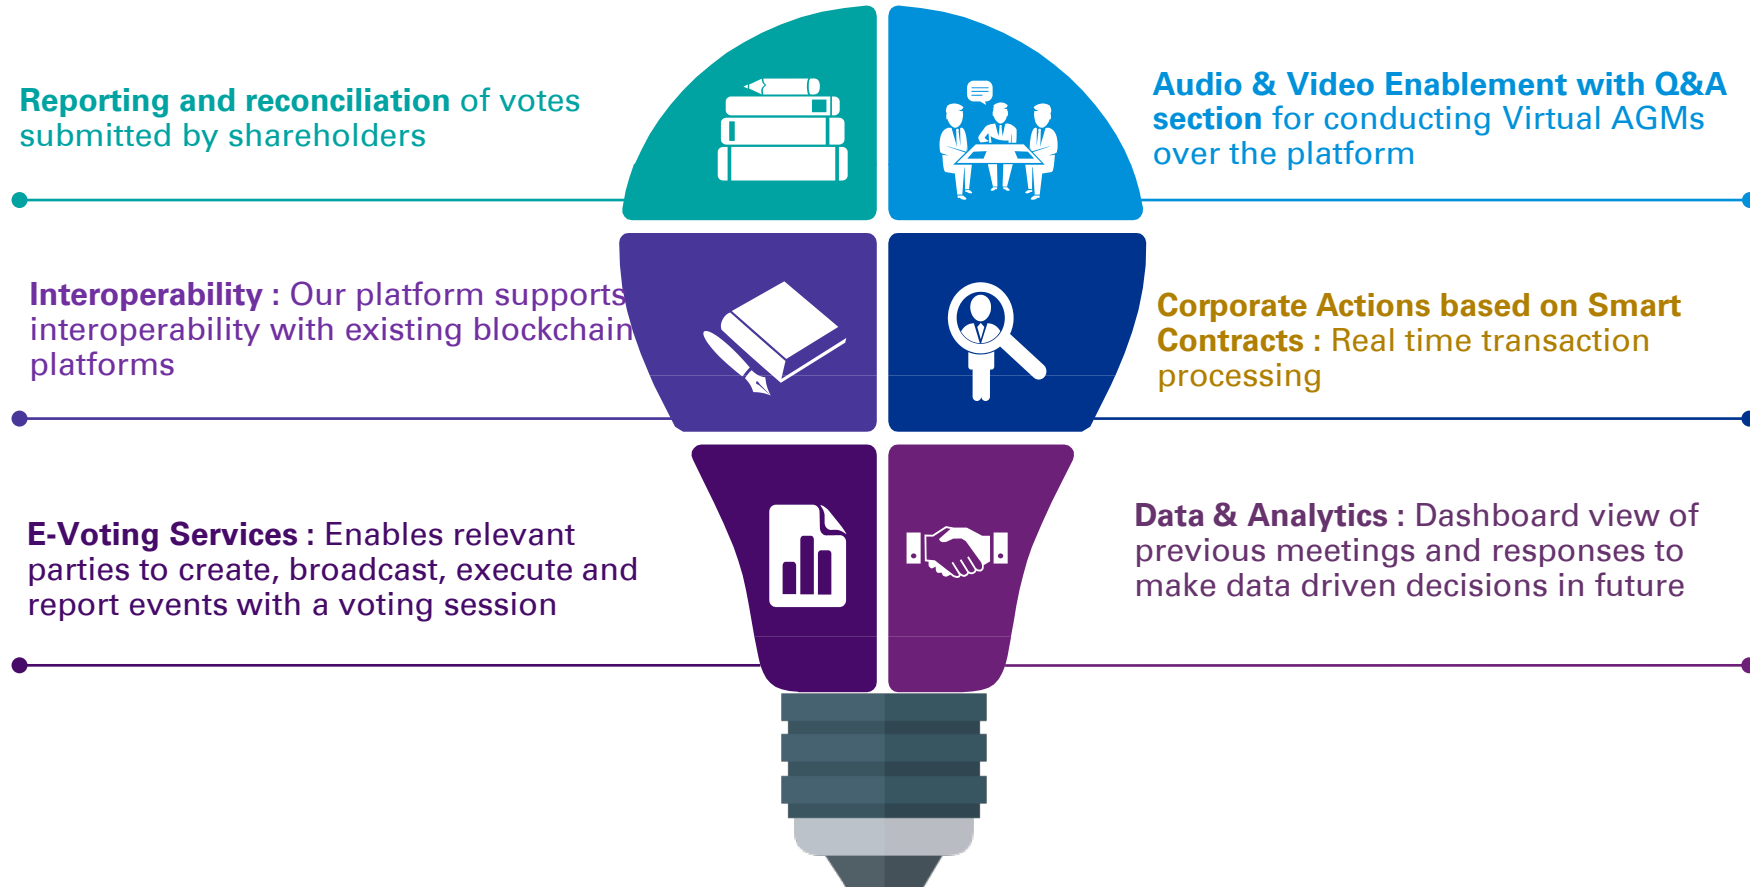 Reporting and reconciliation of votes
submitted by shareholders
Audio & Video Enablement with Q&A
section for conducting Virtual AGMs
over the platform
Interoperability : Our platform supports
interoperability with existing blockchain
platforms
Corporate Actions based on Smart
Contracts : Real time transaction
processing
E-Voting Services : Enables relevant
parties to create, broadcast, execute and
report events with a voting session
Data & Analytics : Dashboard view of
previous meetings and responses to
make data driven decisions in future